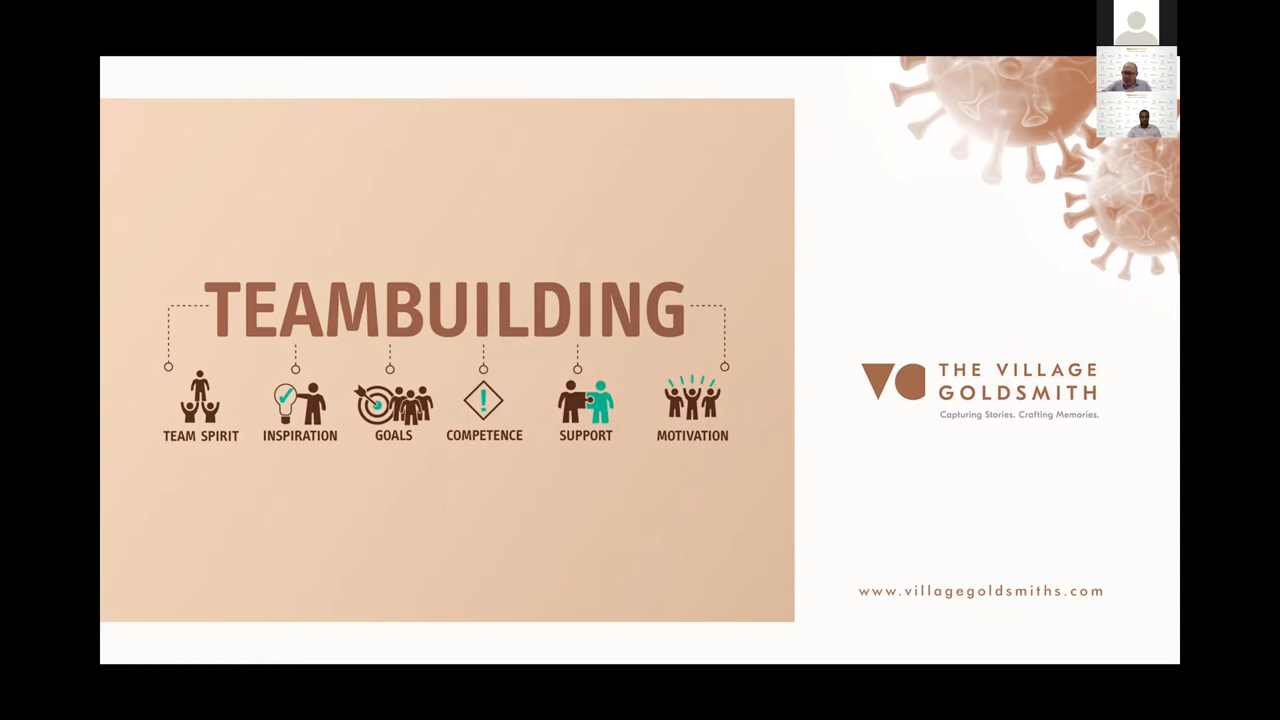 TEAMBUILDING
TEAM SPIRIT
INSPIRATION
GOALS
COMPETENCE
SUPPORT
MOTIVATION
THE VILLAGE
GOLDSMITH
Capturing Stories. Crafting Memories.
www.villagegoldsmiths.com